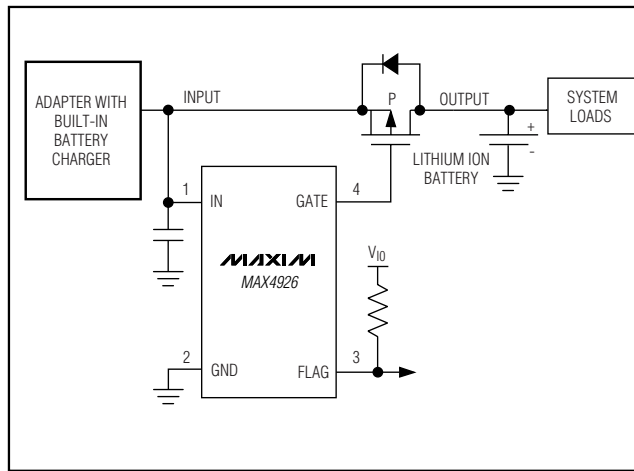 ADAPTER WITH
BUILT-IN
BATTERY
CHARGER
INPUT
P
OUTPUT
SYSTEM
LOADS
+
-
LITHIUM ION
BATTERY
1
IN
GATE
4
MAXIM
MAX4926
VIO
2
GND
FLAG
3